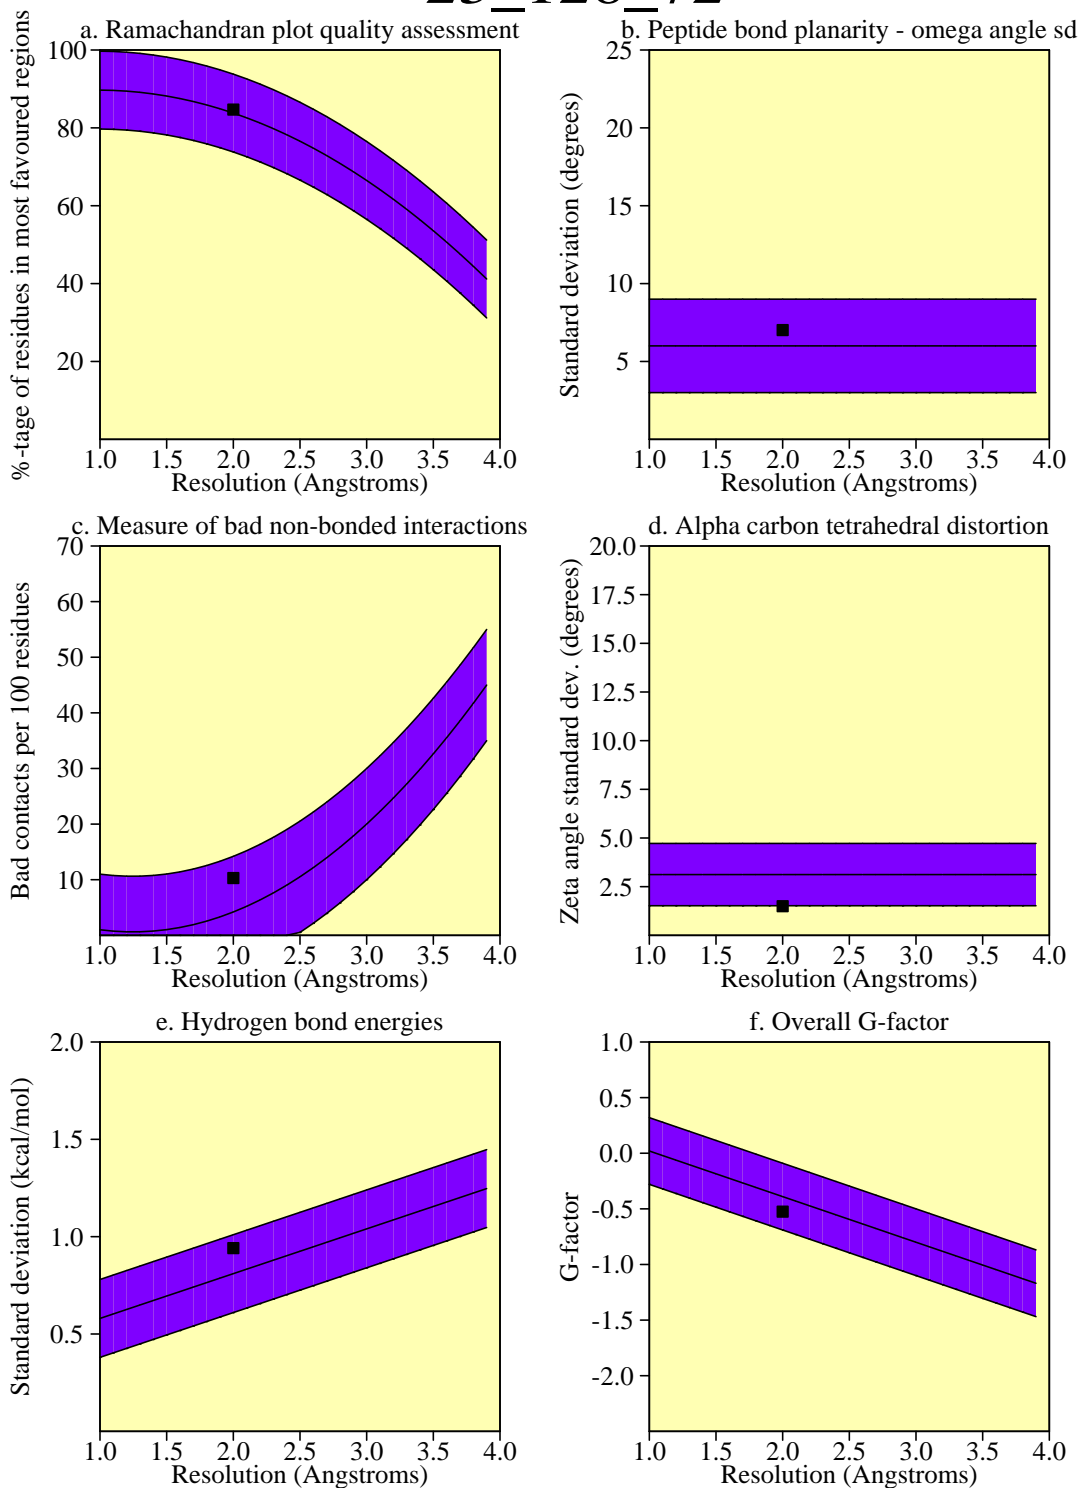 a. Ramachandran plot quality assessment
%-tage of residues in most favoured regions
100
80
60
40
20
1.0 1.5 2.0 2.5 3.0 3.5 4.0
Resolution (Angstroms)
b. Peptide bond planarity - omega angle sd
Standard deviation (degrees)
25
20
15
10
5
1.0 1.5 2.0 2.5 3.0 3.5 4.0
Resolution (Angstroms)
c. Measure of bad non-bonded interactions
Bad contacts per 100 residues
70
60
50
40
30
20
10
1.0 1.5 2.0 2.5 3.0 3.5 4.0
Resolution (Angstroms)
d. Alpha carbon tetrahedral distortion
Zeta angle standard dev. (degrees)
20.0
17.5
15.0
12.5
10.0
7.5
5.0
2.5
1.0 1.5 2.0 2.5 3.0 3.5 4.0
Resolution (Angstroms)
e. Hydrogen bond energies
Standard deviation (kcal/mol)
2.0
1.5
1.0
0.5
1.0 1.5 2.0 2.5 3.0 3.5 4.0
Resolution (Angstroms)
f. Overall G-factor
G-factor
1.0
0.5
0.0
-0.5
-1.0
-1.5
-2.0
1.0 1.5 2.0 2.5 3.0 3.5 4.0
Resolution (Angstroms)